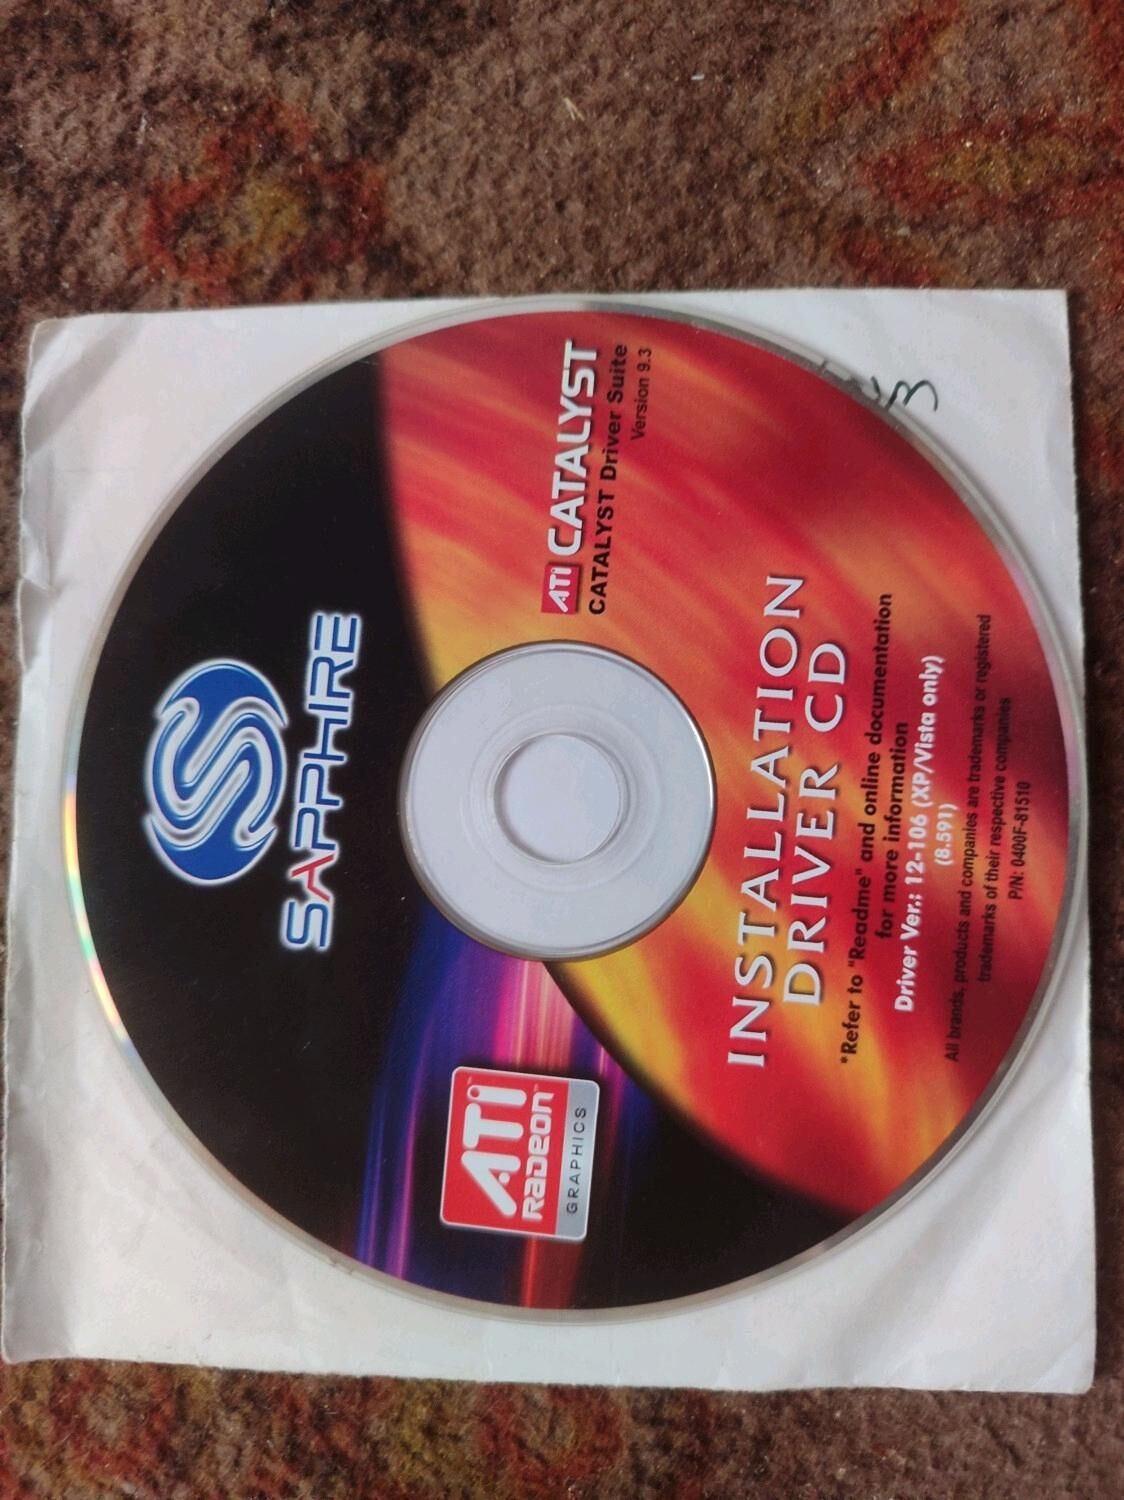 SAPPHIRE
ATI
RADEON™
GRAPHICS
ATI CATALYST
CATALYST Driver Suite
Version 9.3
INSTALLATION
DRIVER CD
*Refer to "Readme" and online documentation
for more information
Driver Ver.: 12-106 (XP/Vista only)
(8.591)
All brands, products and companies are trademarks or registered
trademarks of their respective companies
P/N: 0400F-81510